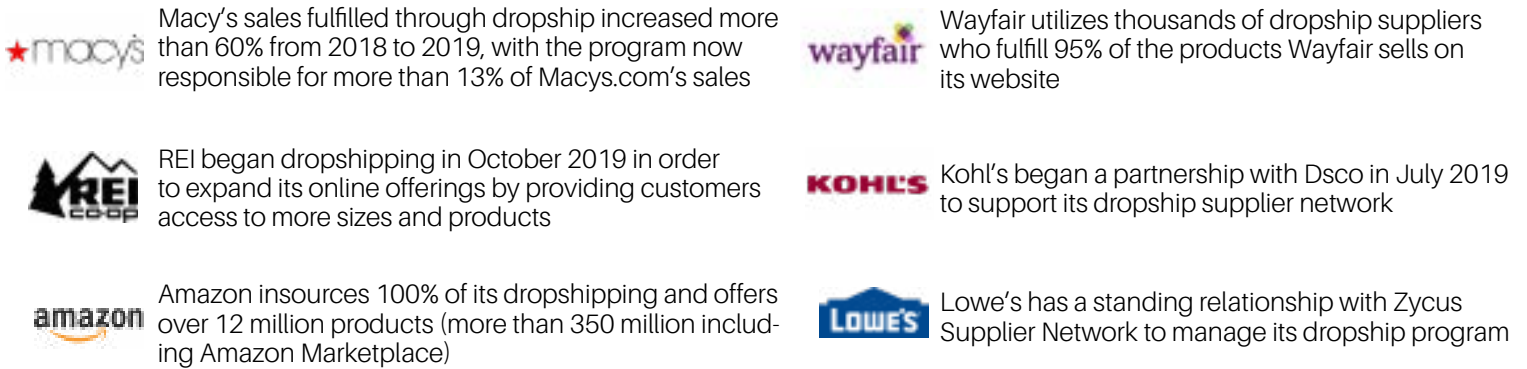 macy's
Macy's sales fulfilled through dropship increased more
than 60% from 2018 to 2019, with the program now
responsible for more than 13% of Macys.com's sales
wayfair
Wayfair utilizes thousands of dropship suppliers
who fulfill 95% of the products Wayfair sells on
its website
REI
co-op
REI began dropshipping in October 2019 in order
to expand its online offerings by providing customers
access to more sizes and products
KOHL'S
Kohl's began a partnership with Dsco in July 2019
to support its dropship supplier network
amazon
Amazon insources 100% of its dropshipping and offers
over 12 million products (more than 350 million includ-
ing Amazon Marketplace)
LOWE'S
Lowe's has a standing relationship with Zycus
Supplier Network to manage its dropship program